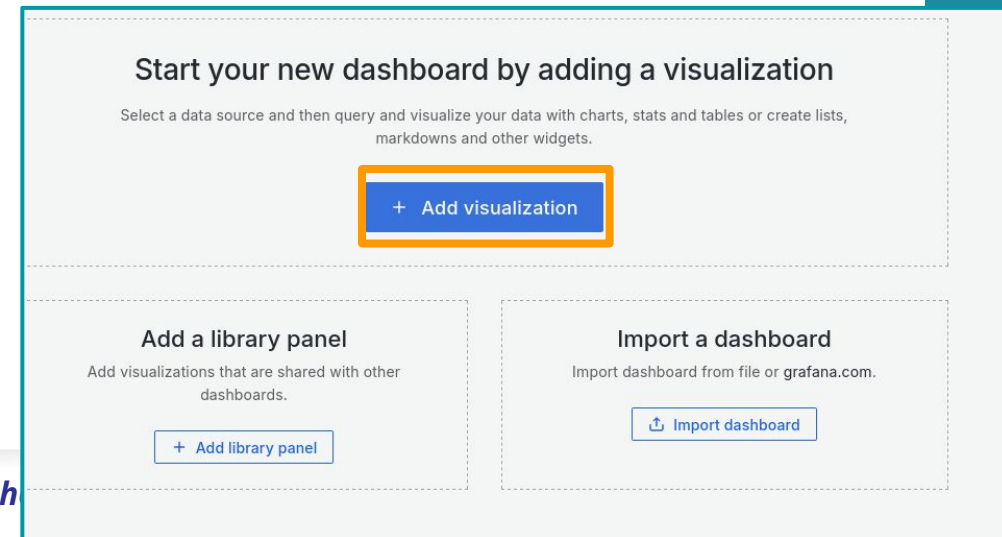 Start your new dashboard by adding a visualization
Select a data source and then query and visualize your data with charts, stats and tables or create lists,
markdowns and other widgets.
+ Add visualization
Add a library panel
Add visualizations that are shared with other
dashboards.
+ Add library panel
Import a dashboard
Import dashboard from file or grafana.com.
Import dashboard